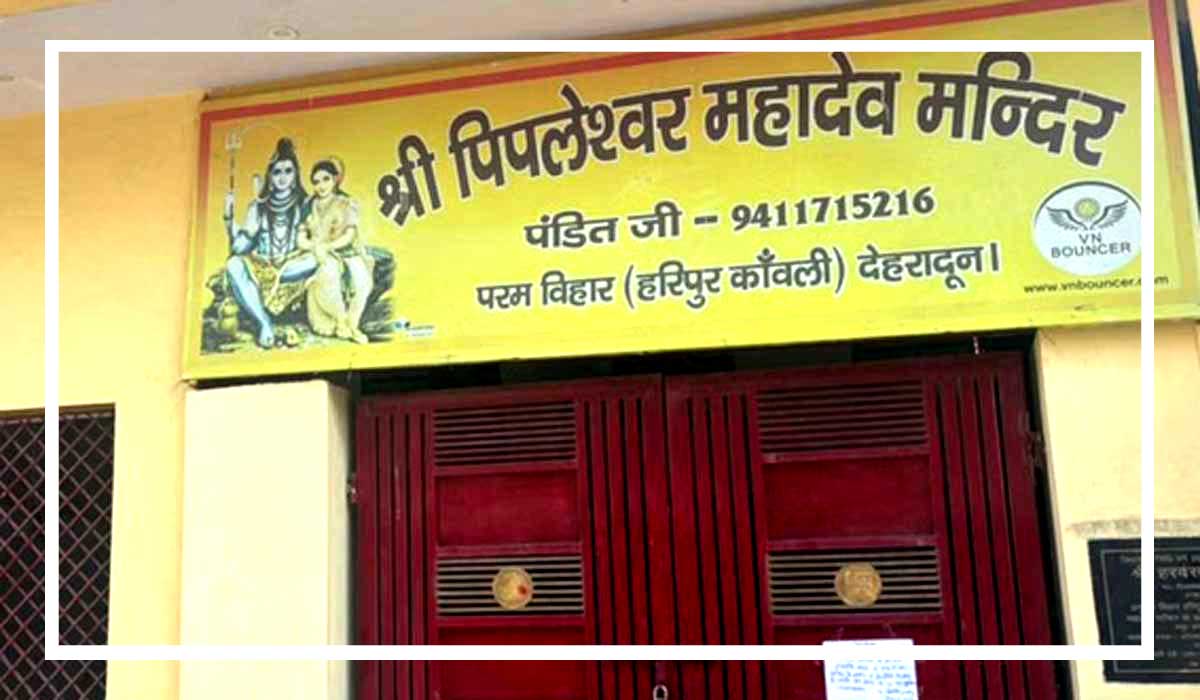 श्री पिपलेश्वर महादेव मन्दिर
पंडित जी - 9411715216
परम विहार (हरिपुर काँवली) देहरादून।
VN
BOUNCER
www.vnbouncer.com